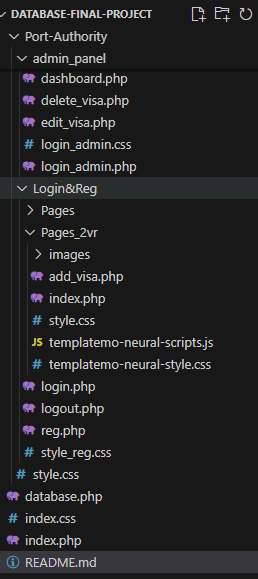 DATABASE-FINAL-PROJECT
Port-Authority
admin_panel
dashboard.php
delete_visa.php
edit_visa.php
login_admin.css
login_admin.php
Login&Reg
Pages
Pages_2vr
images
add_visa.php
index.php
style.css
JS templatemo-neural-scripts.js
templatemo-neural-style.css
login.php
logout.php
reg.php
style_reg.css
style.css
database.php
index.css
index.php
README.md